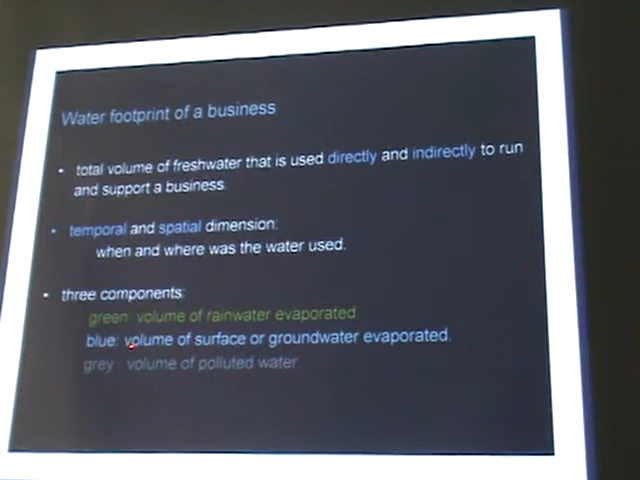 Water footprint of a business
• total volume of freshwater that is used directly and indirectly to run
and support a business.
• temporal and spatial dimension:
when and where was the water used.
• three components:
green: volume of rainwater evaporated.
blue: volume of surface or groundwater evaporated.
grey: volume of polluted water